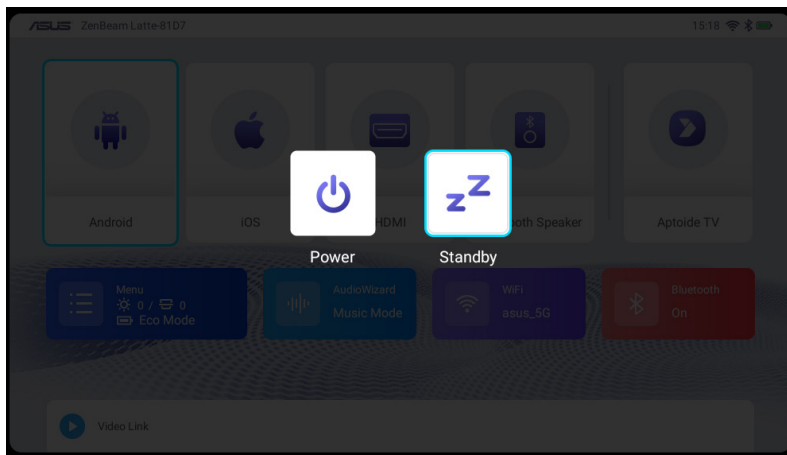 ASUS ZenBeam Latte-81D7 15:18
Android
iOS
HDMI
ooth Speaker
Aptoide TV
Power
Standby
Menu
0 / 0
Eco Mode
AudioWizard
Music Mode
WiFi
asus_5G
Bluetooth
On
Video Link